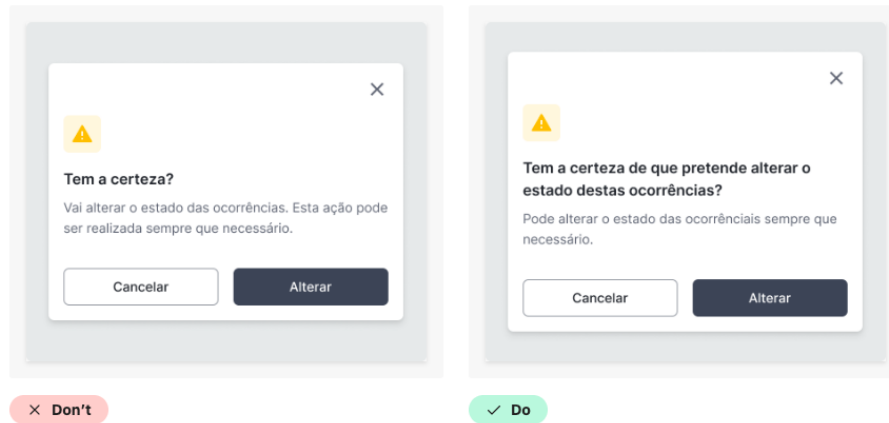 Tem a certeza?
Vai alterar o estado das ocorrências. Esta ação pode
ser realizada sempre que necessário.
Cancelar
Alterar
Don't
Tem a certeza de que pretende alterar o
estado destas ocorrências?
Pode alterar o estado das ocorrênciais sempre que
necessário.
Cancelar
Alterar
Do